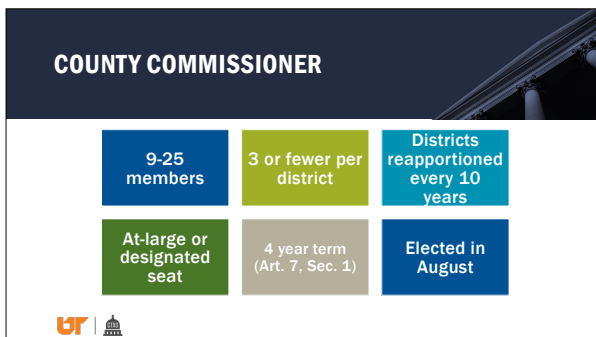 COUNTY COMMISSIONER
9-25
members
3 or fewer per
district
Districts
reapportioned
every 10
years
At-large or
designated
seat
4 year term
(Art. 7, Sec. 1)
Elected in
August
UT